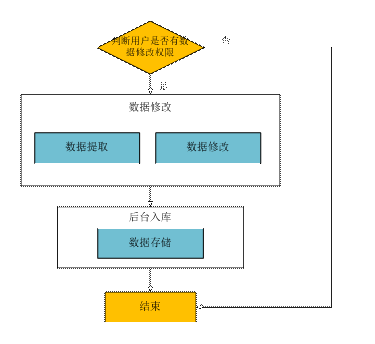 判断用户是否有数
据修改权限
否
是
数据修改
数据提取
数据修改
后台入库
数据存储
结束